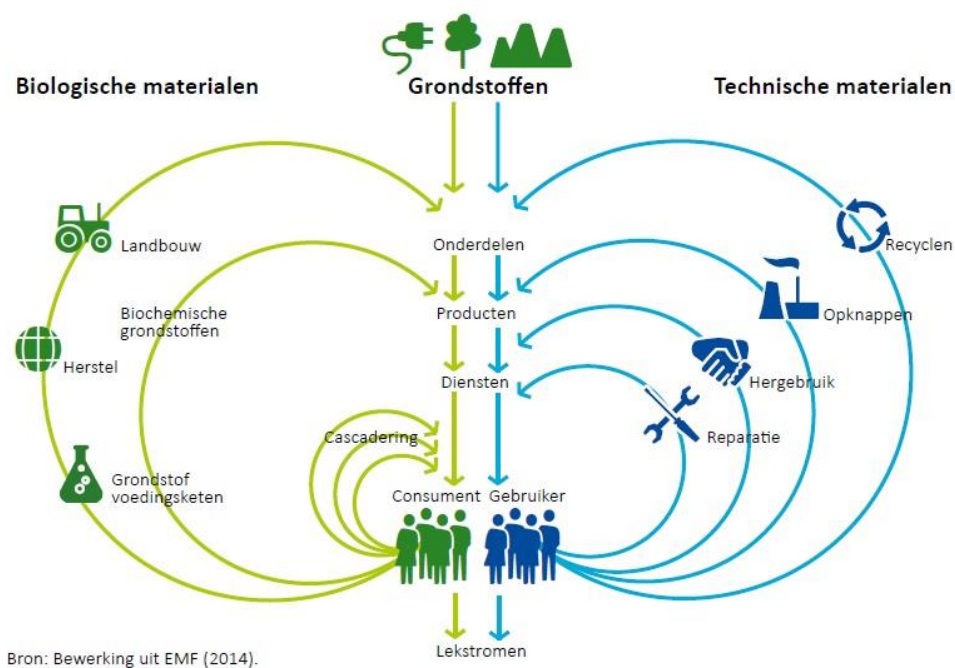 Biologische materialen
Grondstoffen
Technische materialen
Landbouw
Onderdelen
Recyclen
Biochemische
grondstoffen
Producten
Opknappen
Herstel
Diensten
Hergebruik
Cascadering
Reparatie
Grondstof
voedingsketen
Consument
Gebruiker
Lekstromen
Bron: Bewerking uit EMF (2014).